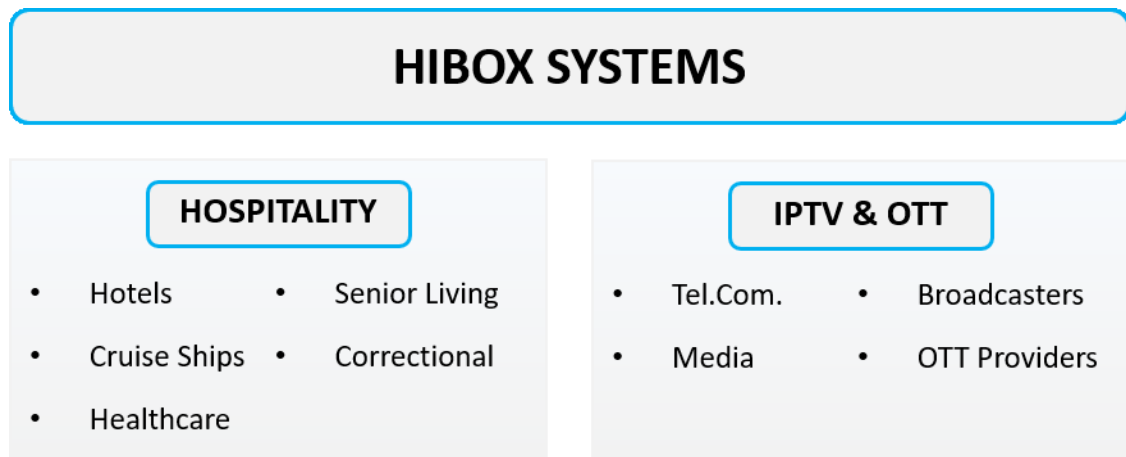 HIBOX SYSTEMS
HOSPITALITY
• Hotels
• Cruise Ships
• Healthcare
• Senior Living
• Correctional
IPTV & OTT
• Tel.Com.
• Media
• Broadcasters
• OTT Providers